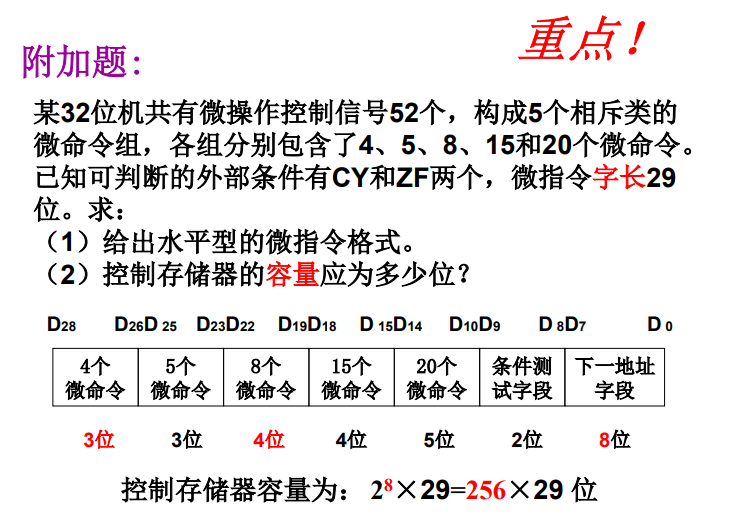 重点！
附加题：
某32位机共有微操作控制信号52个，构成5个相斥类的
微命令组，各组分别包含了4、5、8、15和20个微命令。
已知可判断的外部条件有CY和ZF两个，微指令字长29
位。求：
（1）给出水平型的微指令格式。
（2）控制存储器的容量应为多少位？
D28 D26D 25 D23D22 D19D18 D 15D14 D10D9 D 8D7 D 0
4个 5个 8个 15个 20个 条件测 下一地址
微命令 微命令 微命令 微命令 微命令 试字段 字段
3位 3位 4位 4位 5位 2位 8位
控制存储器容量为： 2⁸×29=256×29 位